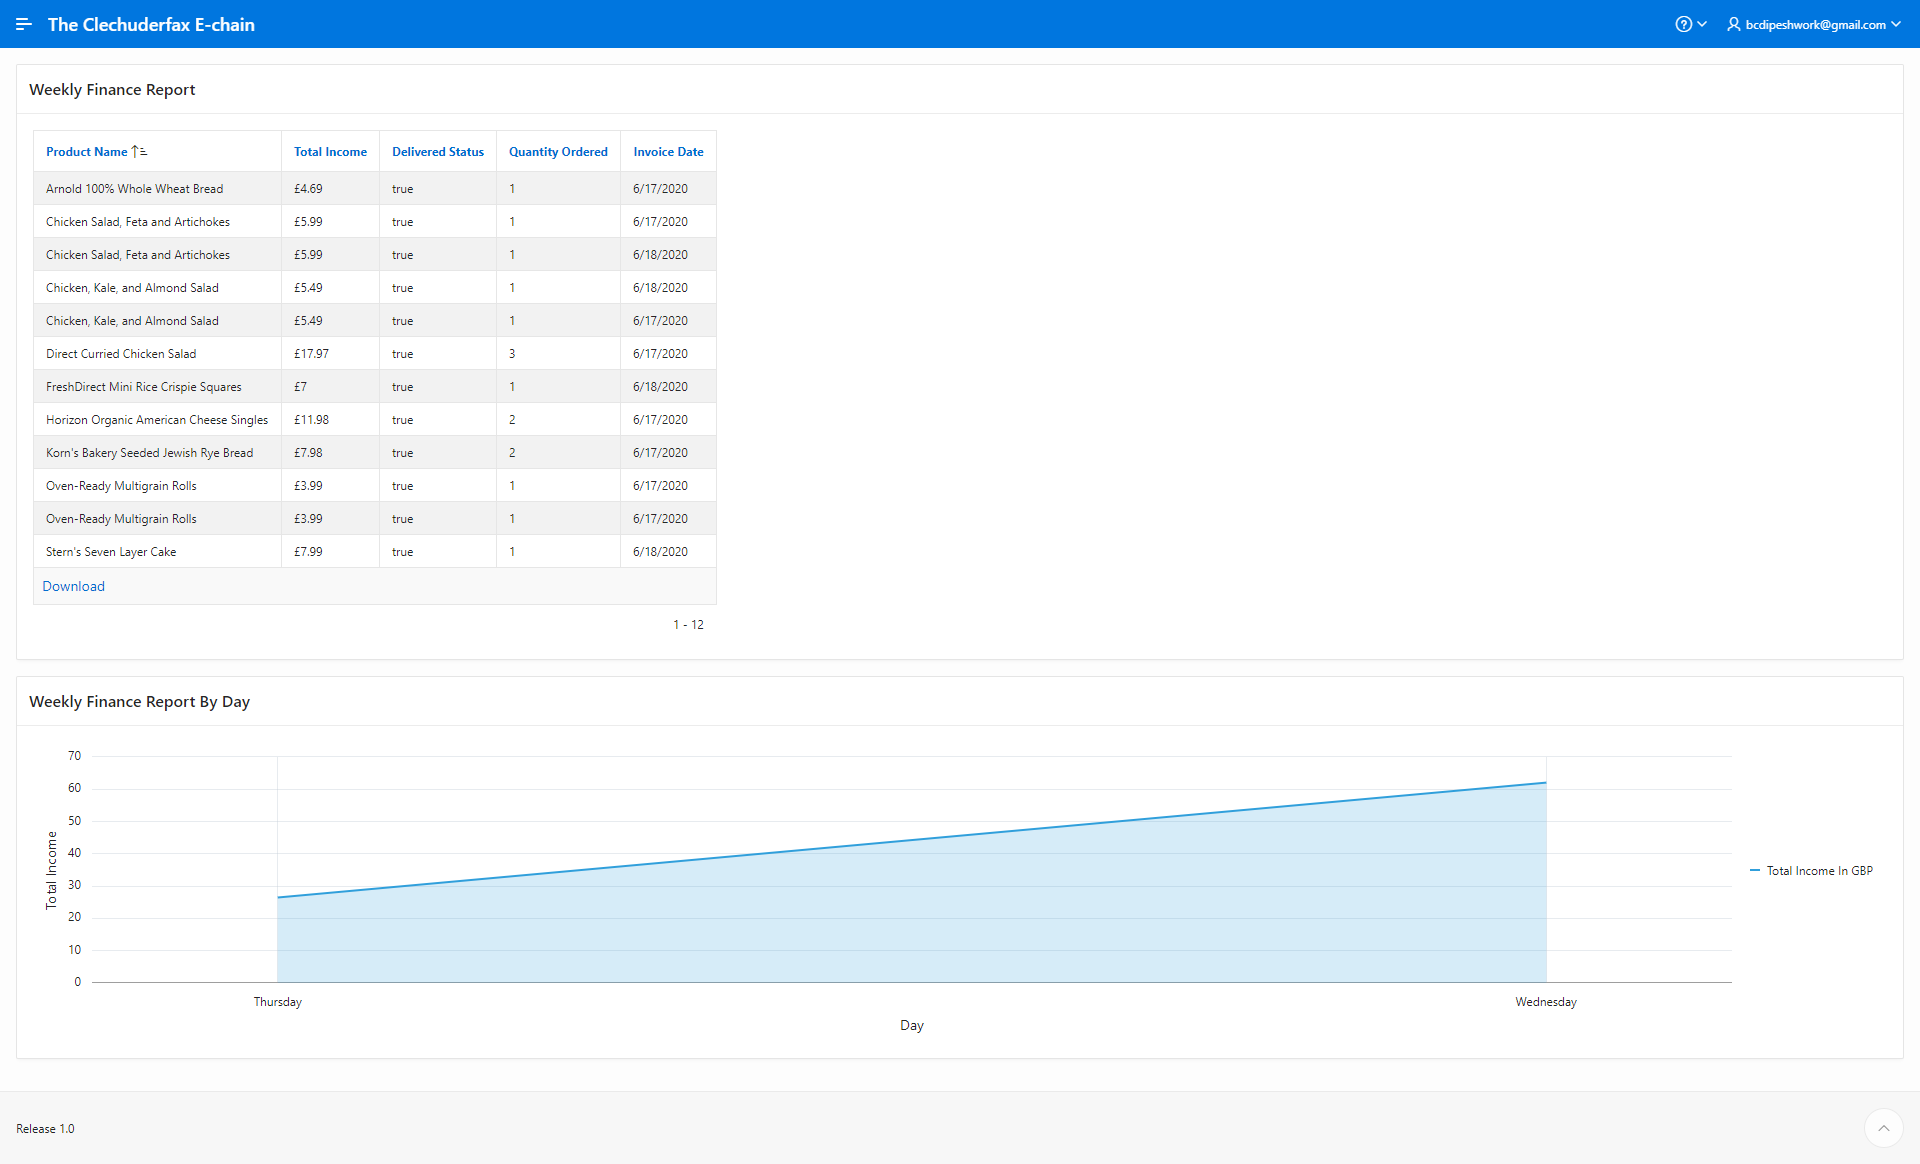 The Clechuderfax E-chain
bcdipeshwork@gmail.com
Weekly Finance Report
Product Name Total Income Delivered Status Quantity Ordered Invoice Date
Arnold 100% Whole Wheat Bread £4.69 true 1 6/17/2020
Chicken Salad, Feta and Artichokes £5.99 true 1 6/17/2020
Chicken Salad, Feta and Artichokes £5.99 true 1 6/18/2020
Chicken, Kale, and Almond Salad £5.49 true 1 6/18/2020
Chicken, Kale, and Almond Salad £5.49 true 1 6/17/2020
Direct Curried Chicken Salad £17.97 true 3 6/17/2020
FreshDirect Mini Rice Crispie Squares £7 true 1 6/18/2020
Horizon Organic American Cheese Singles £11.98 true 2 6/17/2020
Korn's Bakery Seeded Jewish Rye Bread £7.98 true 2 6/17/2020
Oven-Ready Multigrain Rolls £3.99 true 1 6/17/2020
Oven-Ready Multigrain Rolls £3.99 true 1 6/17/2020
Stern's Seven Layer Cake £7.99 true 1 6/18/2020
Download
1 - 12
Weekly Finance Report By Day
Total Income
70
60
50
40
30
20
10
0
Thursday Wednesday
Day
Total Income In GBP
Release 1.0